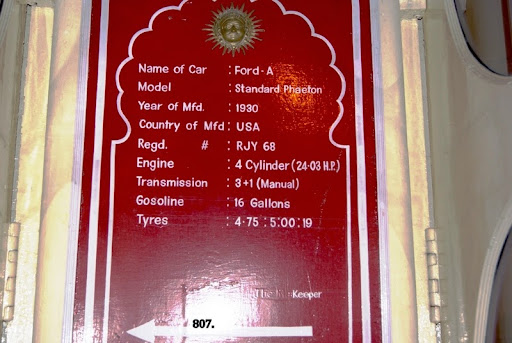 Name of Car : Ford-A
Model : Standard Phaeton
Year of Mfd. : 1930
Country of Mfd : USA
Regd. # : RJY 68
Engine : 4 Cylinder (24·03 H.P.)
Transmission : 3+1 (Manual)
Gosoline : 16 Gallons
Tyres : 4·75 : 5:00:19
The Keeper
807.